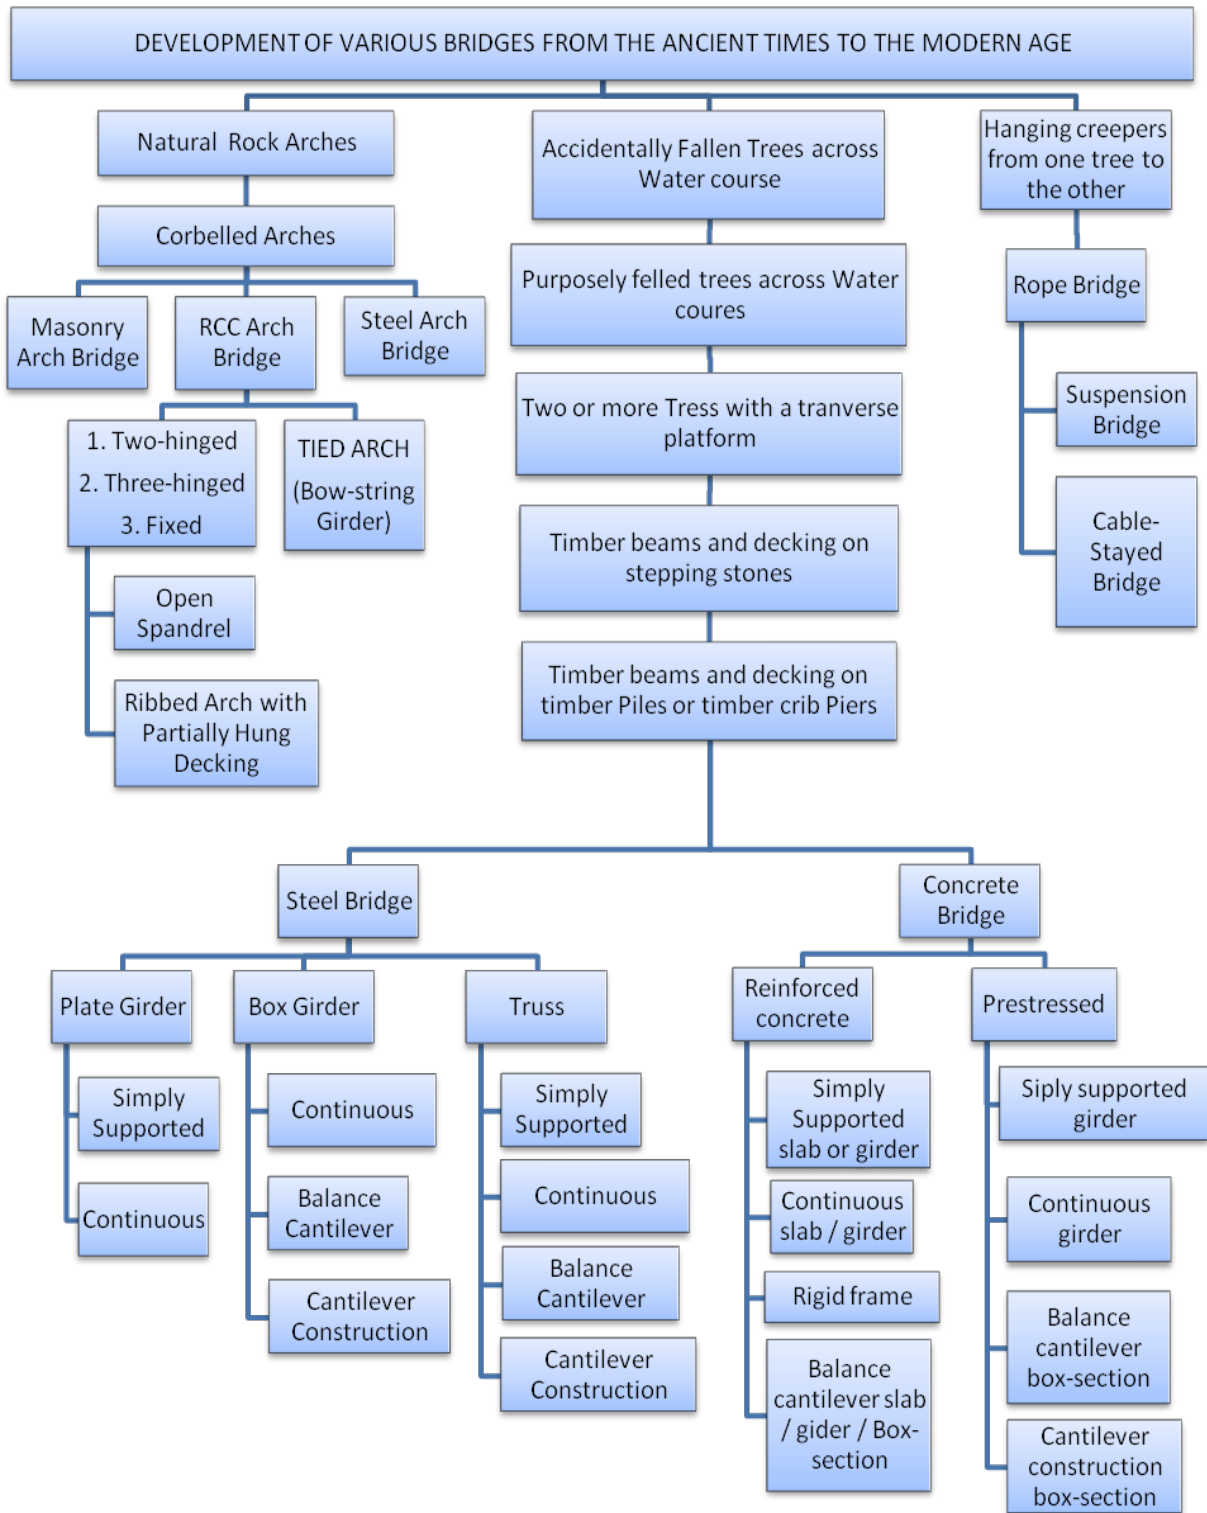 DEVELOPMENT OF VARIOUS BRIDGES FROM THE ANCIENT TIMES TO THE MODERN AGE
Natural Rock Arches
Corbelled Arches
Masonry
Arch Bridge
RCC Arch
Bridge
Steel Arch
Bridge
1. Two-hinged
2. Three-hinged
3. Fixed
TIED ARCH
(Bow-string
Girder)
Open
Spandrel
Ribbed Arch with
Partially Hung
Decking
Accidentally Fallen Trees across
Water course
Purposely felled trees across Water
coures
Two or more Tress with a tranverse
platform
Timber beams and decking on
stepping stones
Timber beams and decking on
timber Piles or timber crib Piers
Hanging creepers
from one tree to
the other
Rope Bridge
Suspension
Bridge
Cable-
Stayed
Bridge
Steel Bridge
Plate Girder
Simply
Supported
Continuous
Box Girder
Continuous
Balance
Cantilever
Cantilever
Construction
Truss
Simply
Supported
Continuous
Balance
Cantilever
Cantilever
Construction
Concrete
Bridge
Reinforced
concrete
Simply
Supported
slab or girder
Continuous
slab / girder
Rigid frame
Balance
cantilever slab
/ gider / Box-
section
Prestressed
Siply supported
girder
Continuous
girder
Balance
cantilever
box-section
Cantilever
construction
box-section